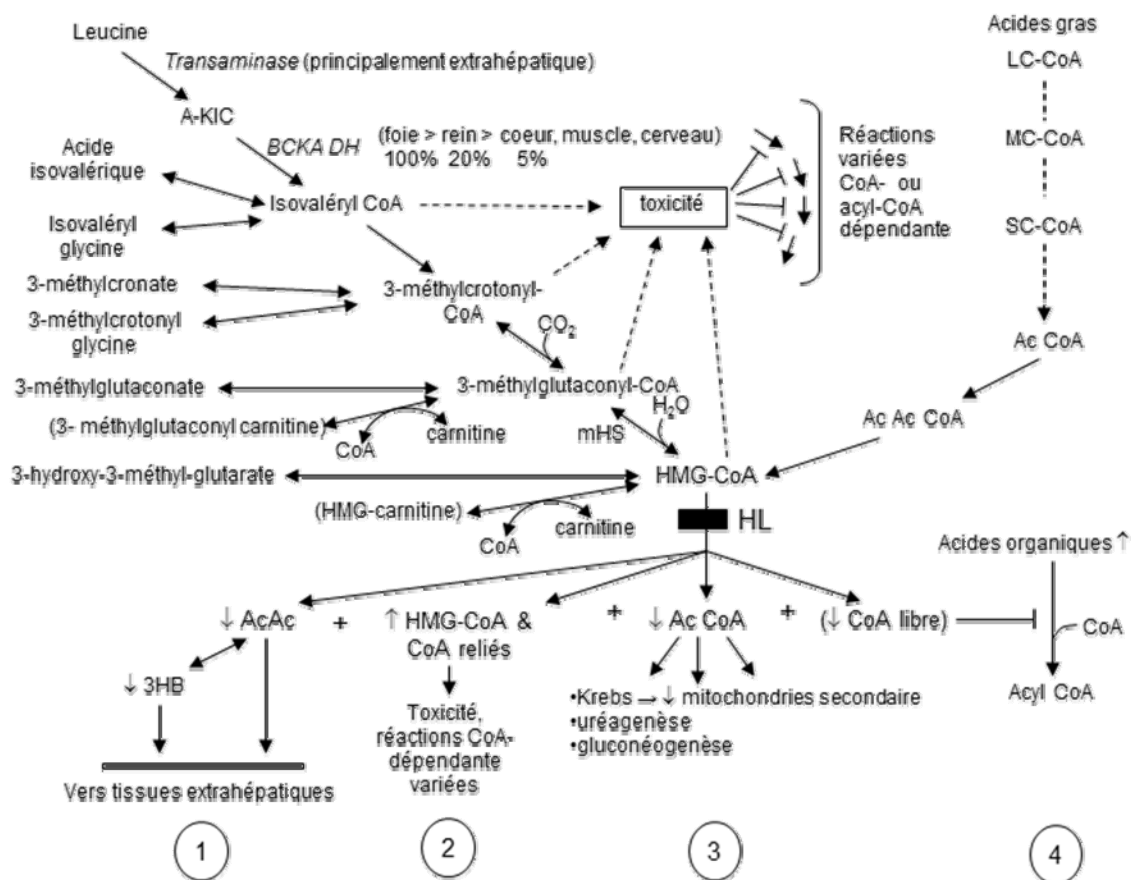 Leucine
Transaminase (principalement extrahépatique)
A-KIC
BCKA DH
(foie > rein > coeur, muscle, cerveau)
100% 20% 5%
Acide
isovalérique
Isovaléryl CoA
Isovaléryl
glycine
toxicité
Réactions
variées
CoA- ou
acyl-CoA
dépendante
Acides gras
LC-CoA
MC-CoA
SC-CoA
Ac CoA
Ac Ac CoA
3-méthylcronate
3-méthylcrotonyl
glycine
3-méthylcrotonyl-
CoA
CO₂
3-méthylglutaconate
3-méthylglutaconyl-CoA
(3- méthylglutaconyl carnitine)
CoA
carnitine
mHS
H₂O
3-hydroxy-3-méthyl-glutarate
HMG-CoA
(HMG-carnitine)
CoA
carnitine
HL
Acides organiques ↑
CoA
Acyl CoA
↓ AcAc + ↑ HMG-CoA & + ↓ Ac CoA + (↓ CoA libre)
CoA reliés
↓ 3HB
Toxicité,
réactions CoA-
dépendante
variées
•Krebs → ↓ mitochondries secondaire
•uréagenèse
•gluconéogenèse
Vers tissues extrahépatiques
1
2
3
4